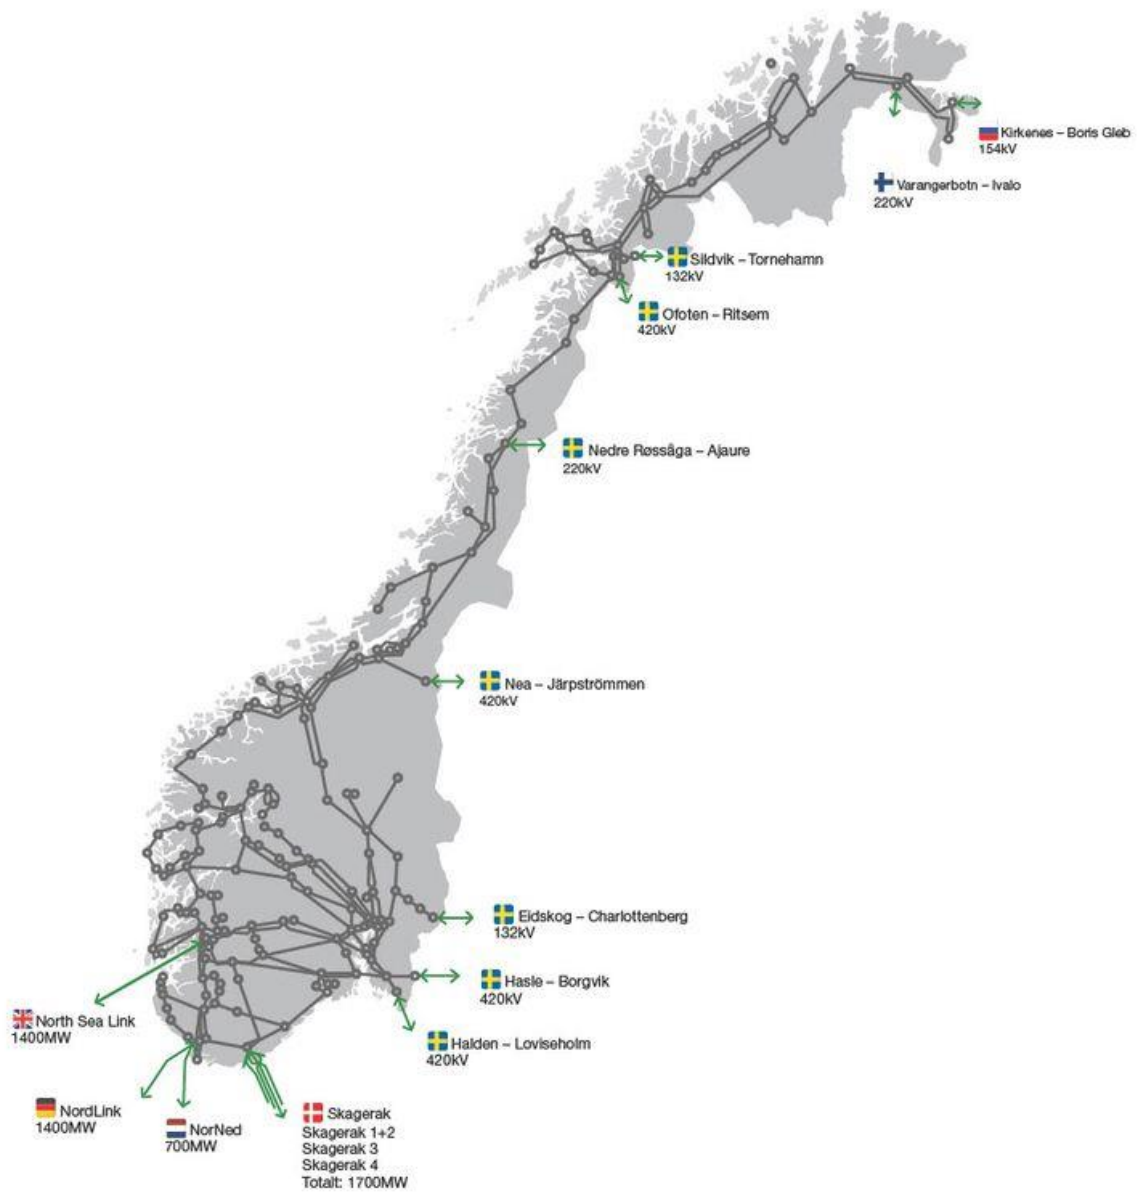 Kirkenes – Boris Gleb
154kV
Varangerbotn – Ivalo
220kV
Sildvik – Tornehamn
132kV
Ofoten – Ritsem
420kV
Nedre Røssåga – Ajaure
220kV
Nea – Järpströmmen
420kV
Eidskog – Charlottenberg
132kV
Hasle – Borgvik
420kV
Halden – Loviseholm
420kV
North Sea Link
1400MW
NordLink
1400MW
NorNed
700MW
Skagerak
Skagerak 1+2
Skagerak 3
Skagerak 4
Totalt: 1700MW